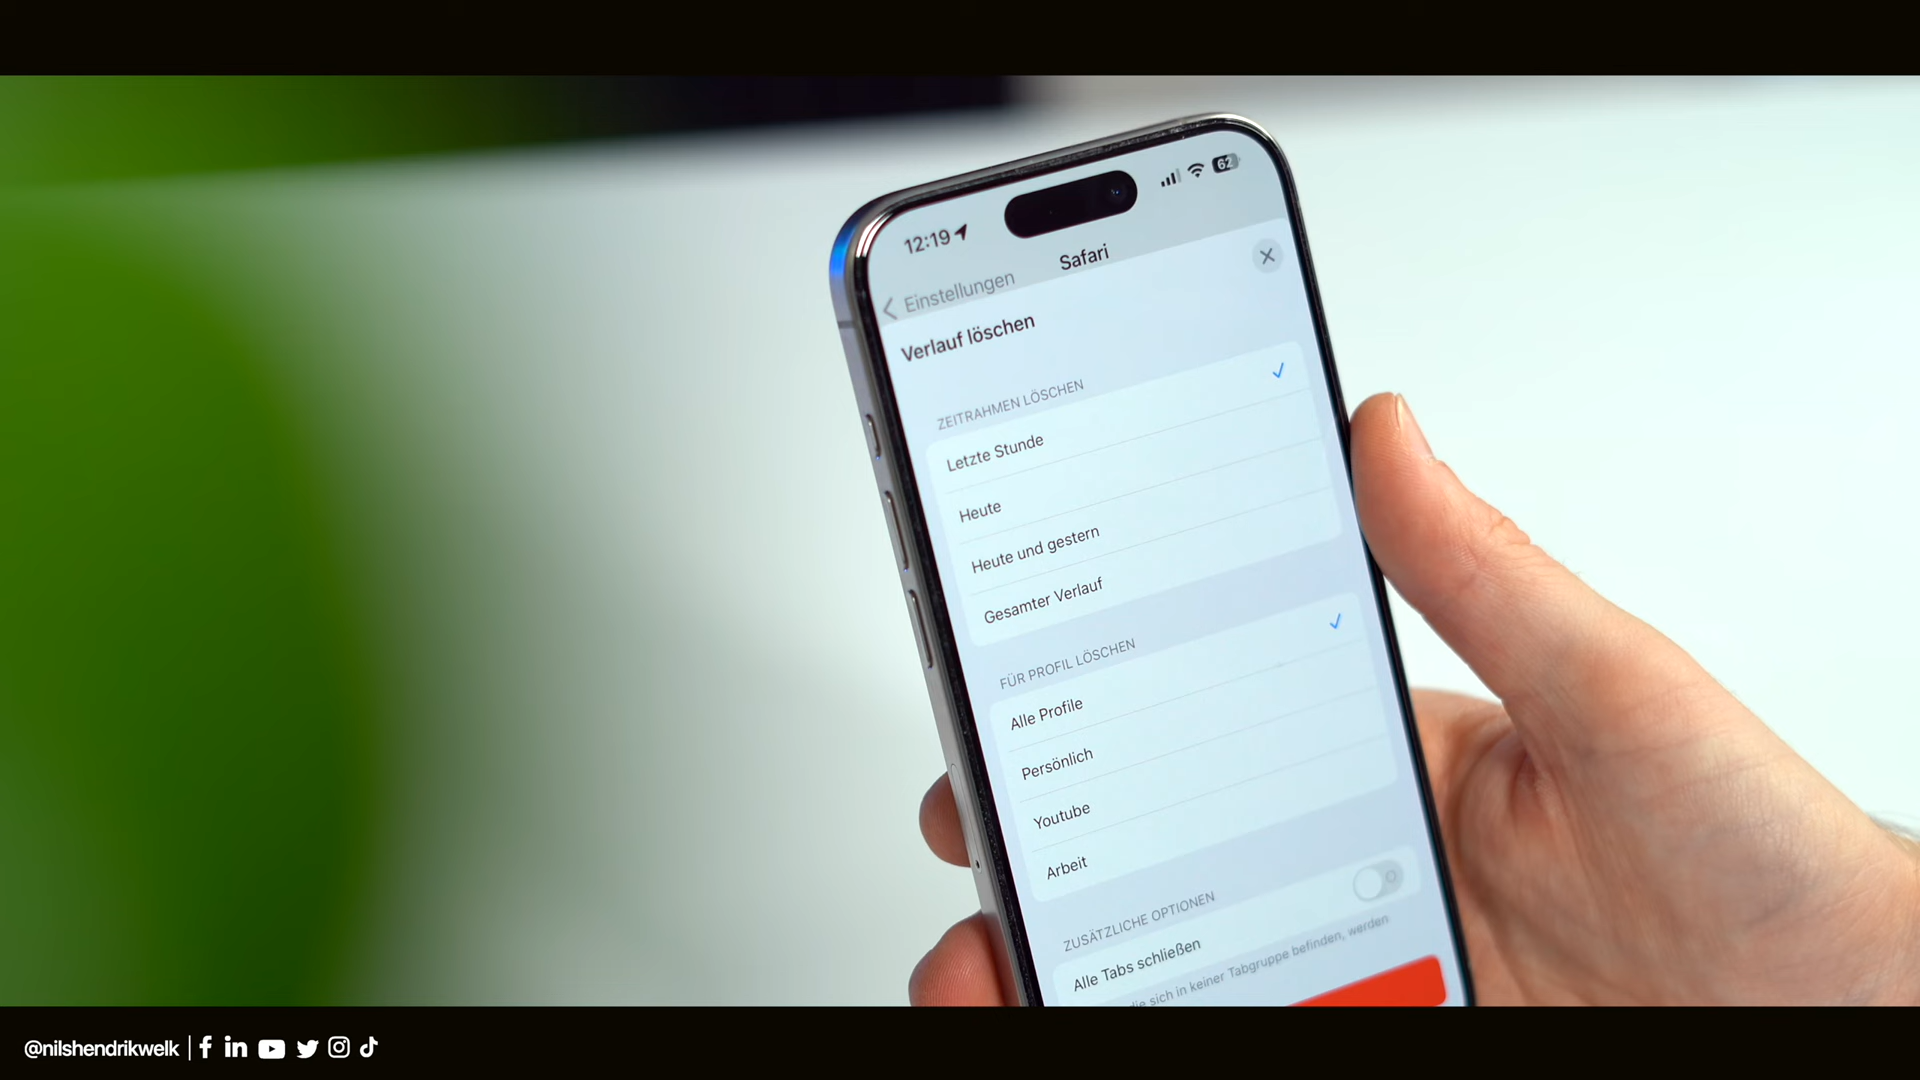 12:19
62
Einstellungen
Safari
Verlauf löschen
ZEITRAHMEN LÖSCHEN
Letzte Stunde
Heute
Heute und gestern
Gesamter Verlauf
FÜR PROFIL LÖSCHEN
Alle Profile
Persönlich
Youtube
Arbeit
ZUSÄTZLICHE OPTIONEN
Alle Tabs schließen
die sich in keiner Tabgruppe befinden, werden
@nilshendrikwelk